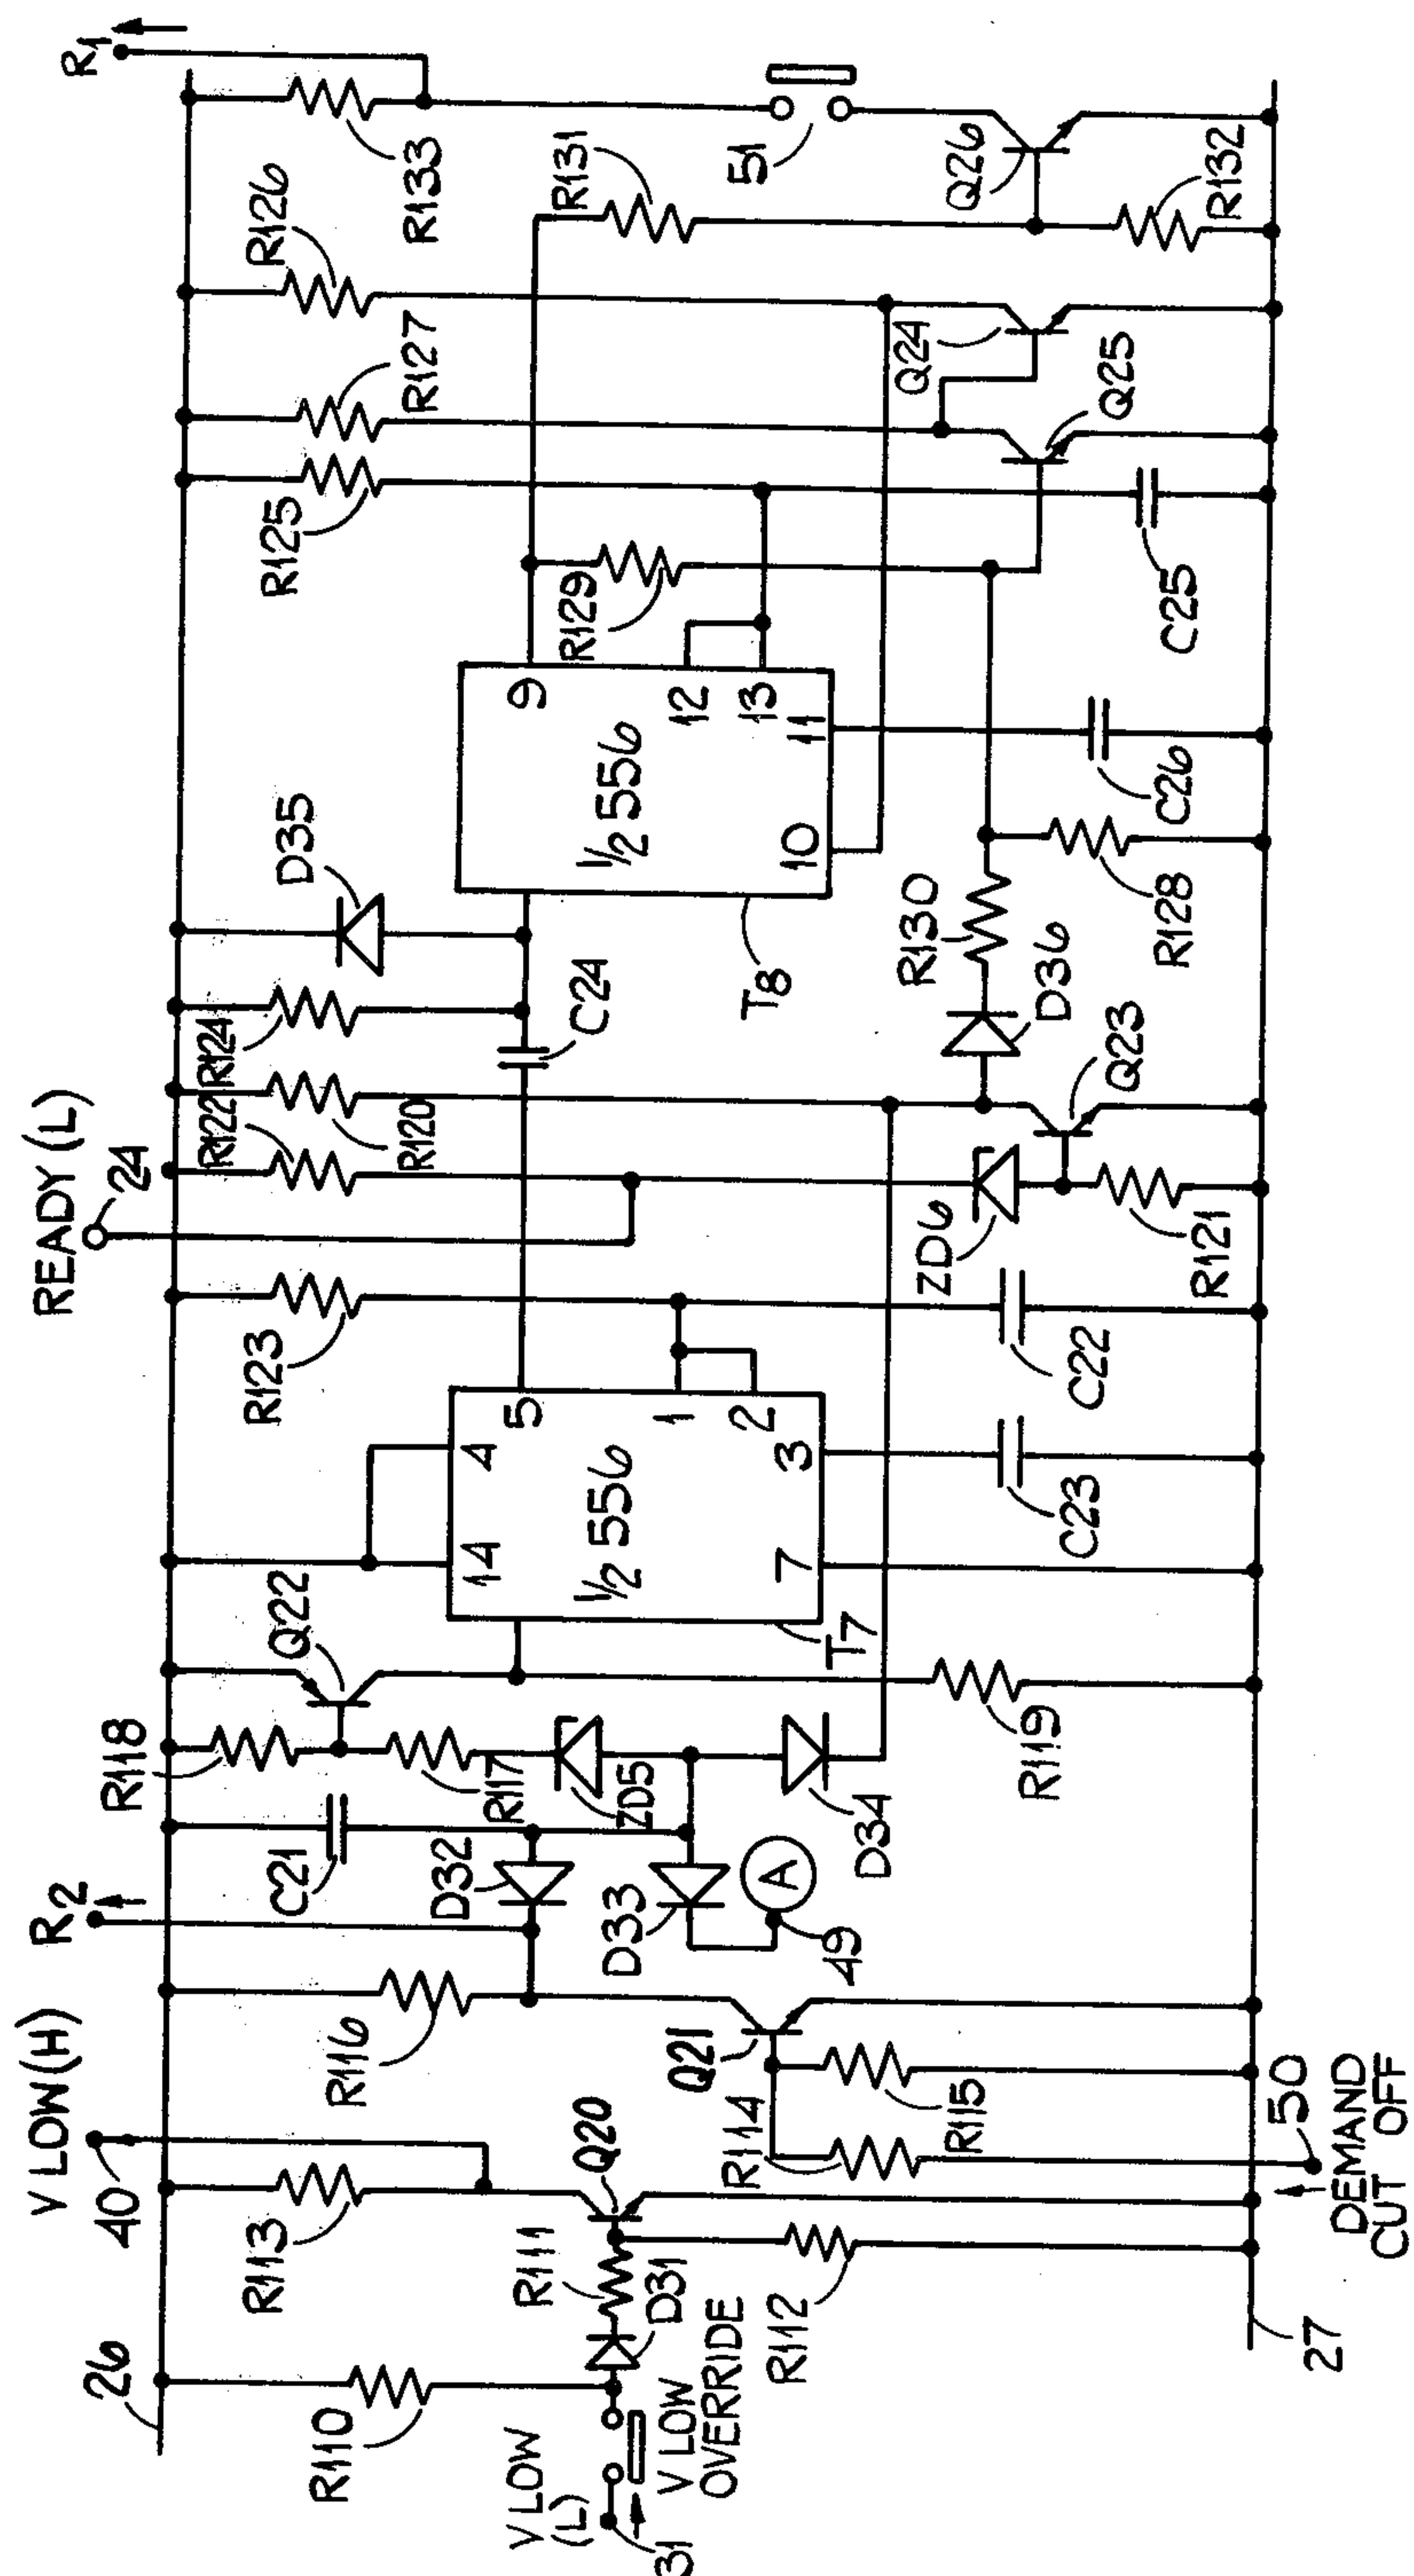 READY (L)
24
V LOW (H)
40
R2
R1
26
R110
R113
R116
C21
R118
Q22
R123
R122
R120
R124
D35
R125
R127
R126
R133
R131
51
V LOW
(L)
31
V LOW
OVERRIDE
D31
R111
Q20
R112
R114
Q21
R115
D32
D33
A
49
R117
ZD5
D34
R119
14
4
5
1
2
3
7
1/2 556
T7
C24
C23
C22
ZD6
R121
Q23
D36
R130
R128
9
12
13
11
10
1/2 556
T8
R129
C26
C25
Q25
Q24
Q26
R132
27
50
DEMAND
CUT OFF